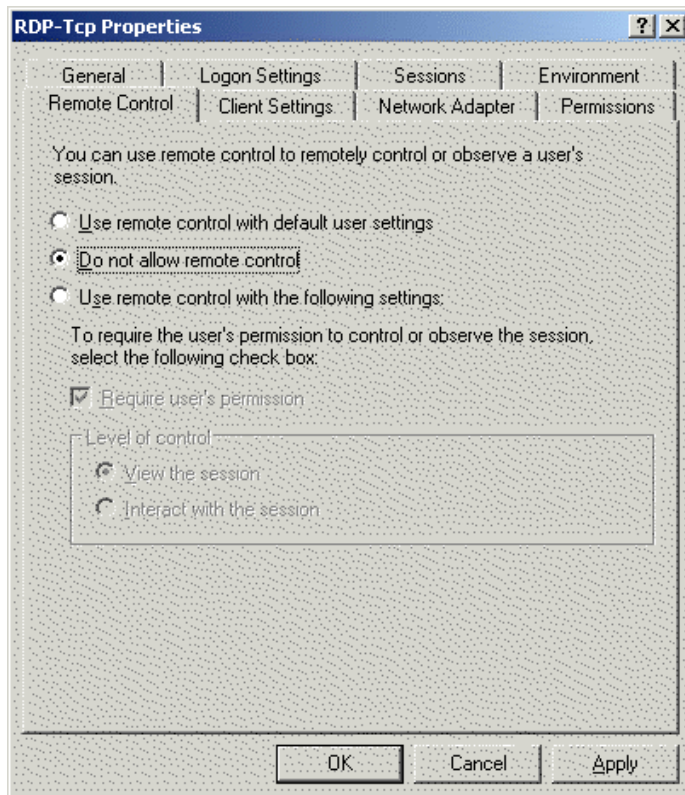 RDP-Tcp Properties
General Logon Settings Sessions Environment
Remote Control Client Settings Network Adapter Permissions
You can use remote control to remotely control or observe a user's
session.
Use remote control with default user settings
Do not allow remote control
Use remote control with the following settings:
To require the user's permission to control or observe the session,
select the following check box:
Require user's permission
Level of control
View the session
Interact with the session
OK Cancel Apply